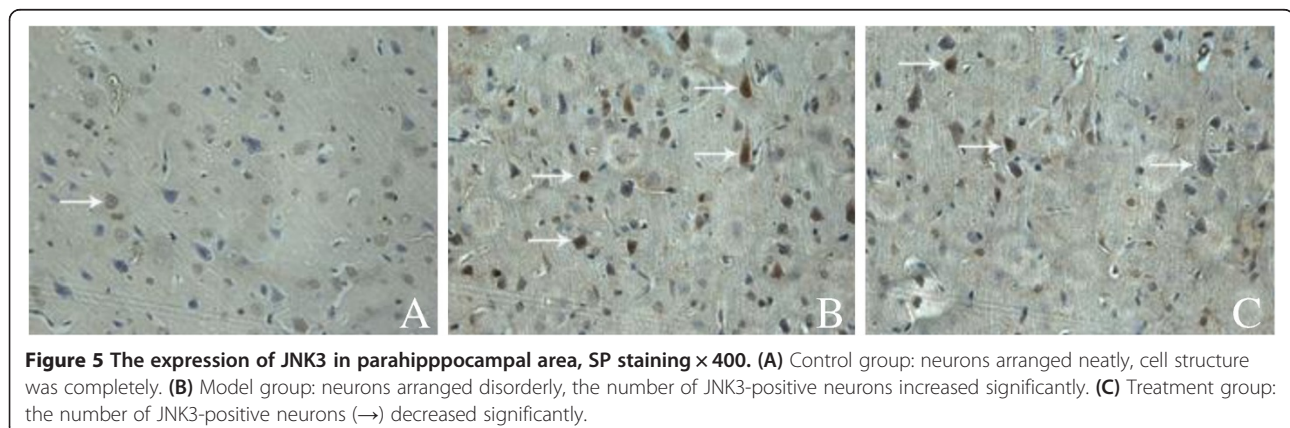 A B C
Figure 5 The expression of JNK3 in parahipppocampal area, SP staining × 400. (A) Control group: neurons arranged neatly, cell structure
was completely. (B) Model group: neurons arranged disorderly, the number of JNK3-positive neurons increased significantly. (C) Treatment group:
the number of JNK3-positive neurons (→) decreased significantly.